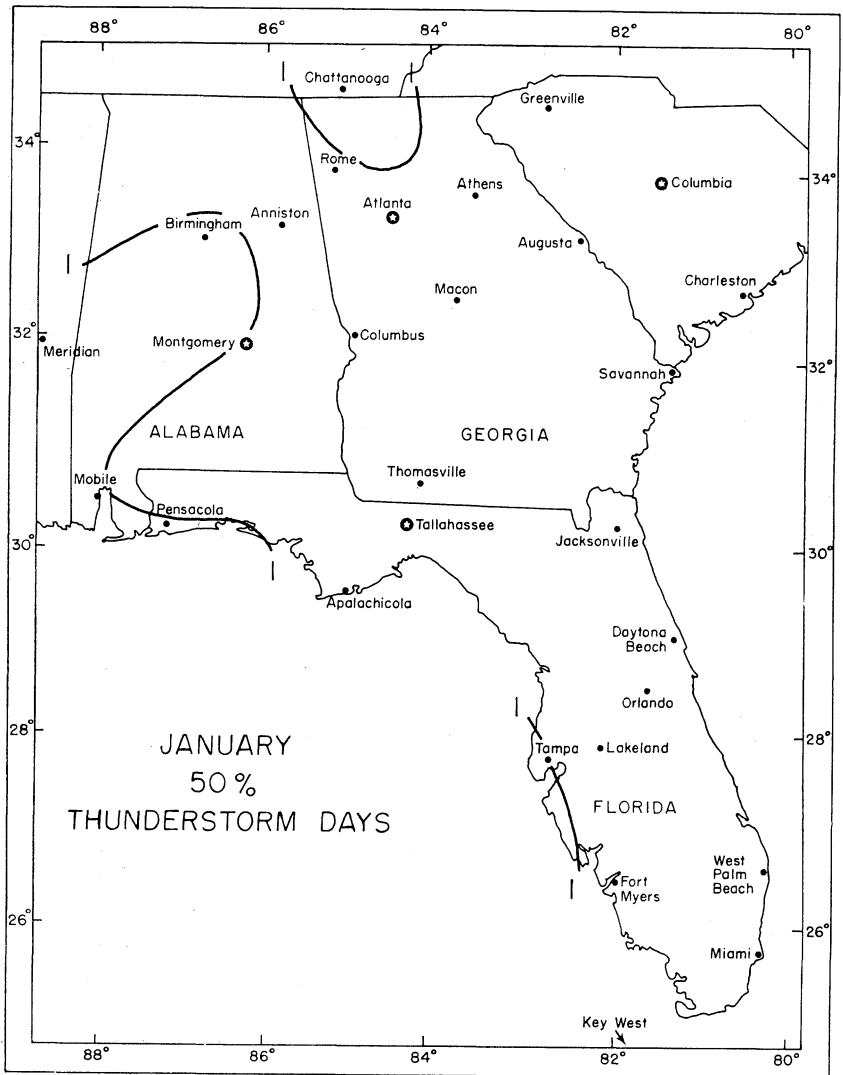 88° 86° 84° 82° 80°
I I
Chattanooga
Greenville
34°
Rome
Athens
Columbia
34°
Atlanta
Anniston
Birmingham
Augusta
I
Charleston
Macon
32°
Columbus
Montgomery
Meridian
Savannah
32°
ALABAMA
GEORGIA
Mobile
Thomasville
Pensacola
Tallahassee
Jacksonville
30°
30°
I
Apalachicola
Daytona
Beach
Orlando
I
28°
28°
Tampa
Lakeland
JANUARY
50%
THUNDERSTORM DAYS
FLORIDA
West
Palm
Beach
Fort
Myers
I
26°
26°
Miami
Key West
88° 86° 84° 82° 80°